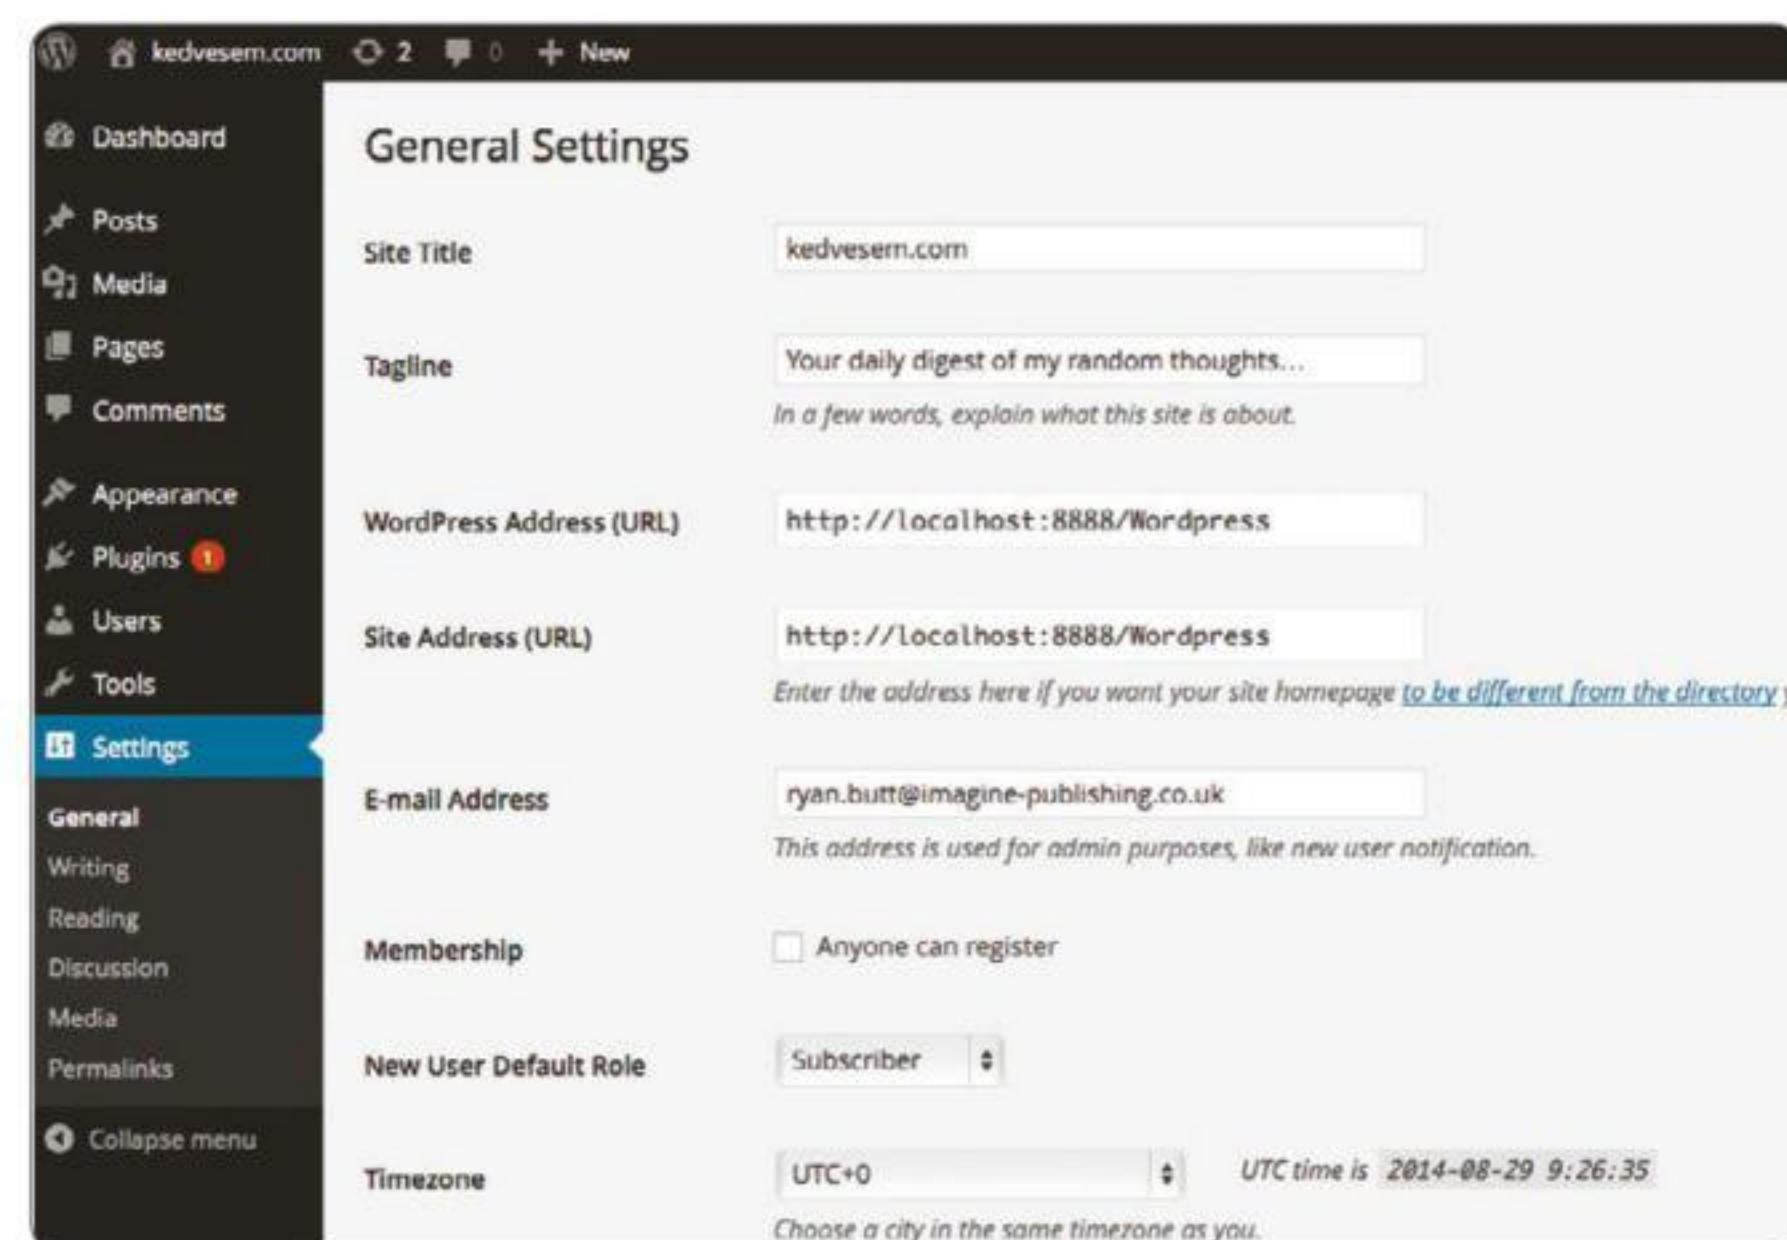 kedvesem.com 2 0 + New
Dashboard
Posts
Media
Pages
Comments
Appearance
Plugins 1
Users
Tools
Settings
General
Writing
Reading
Discussion
Media
Permalinks
Collapse menu
General Settings
Site Title kedvesem.com
Tagline Your daily digest of my random thoughts...
In a few words, explain what this site is about.
WordPress Address (URL) http://localhost:8888/Wordpress
Site Address (URL) http://localhost:8888/Wordpress
Enter the address here if you want your site homepage to be different from the directory
E-mail Address ryan.butt@imagine-publishing.co.uk
This address is used for admin purposes, like new user notification.
Membership Anyone can register
New User Default Role Subscriber
Timezone UTC+0 UTC time is 2014-08-29 9:26:35
Choose a city in the same timezone as you.